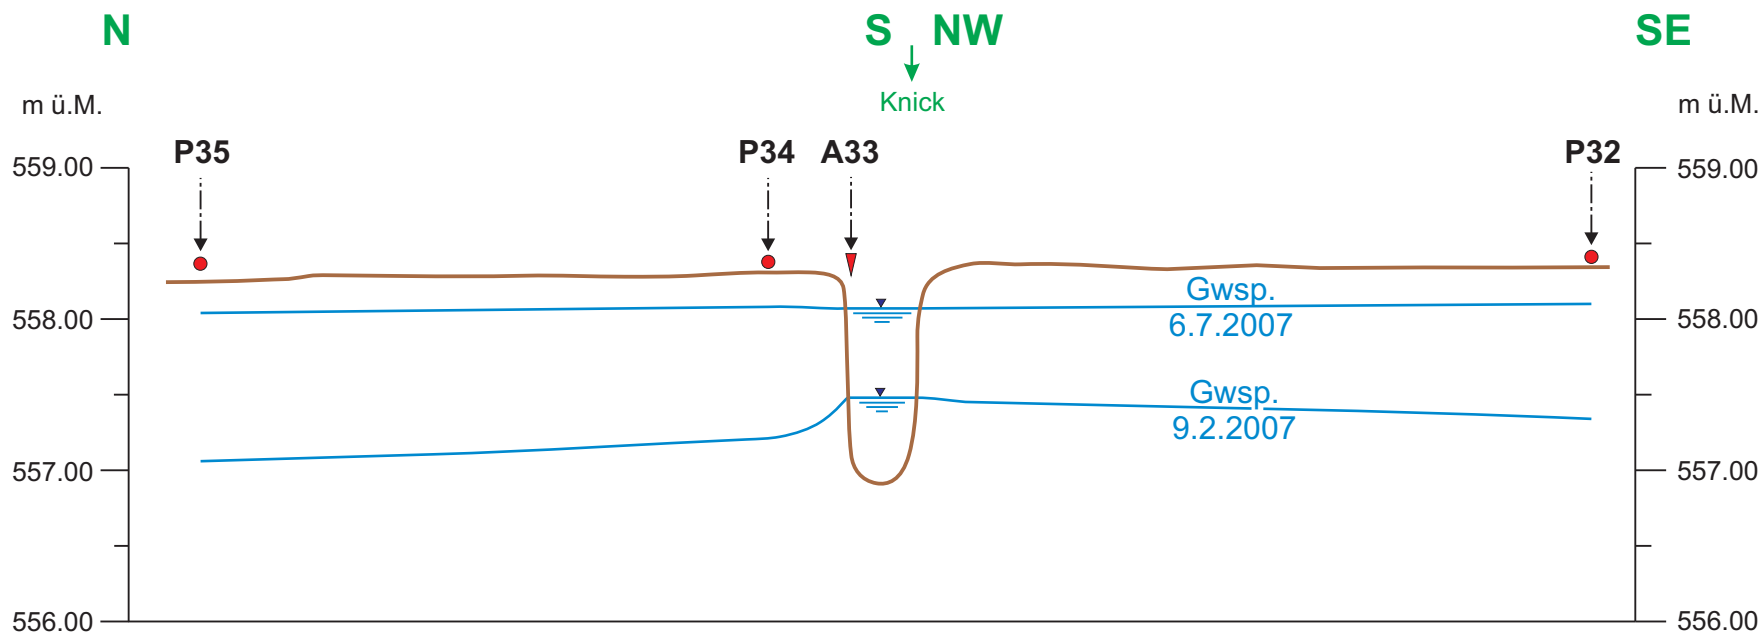 N S NW SE
Knick
m ü.M. m ü.M.
P35 P34 A33 P32
559.00 559.00
Gwsp.
6.7.2007
558.00 558.00
Gwsp.
9.2.2007
557.00 557.00
556.00 556.00